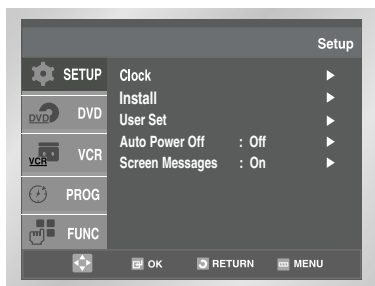 Setup
SETUP
DVD DVD
VCR VCR
PROG
FUNC
Clock
Install
User Set
Auto Power Off : Off
Screen Messages : On
OK RETURN MENU